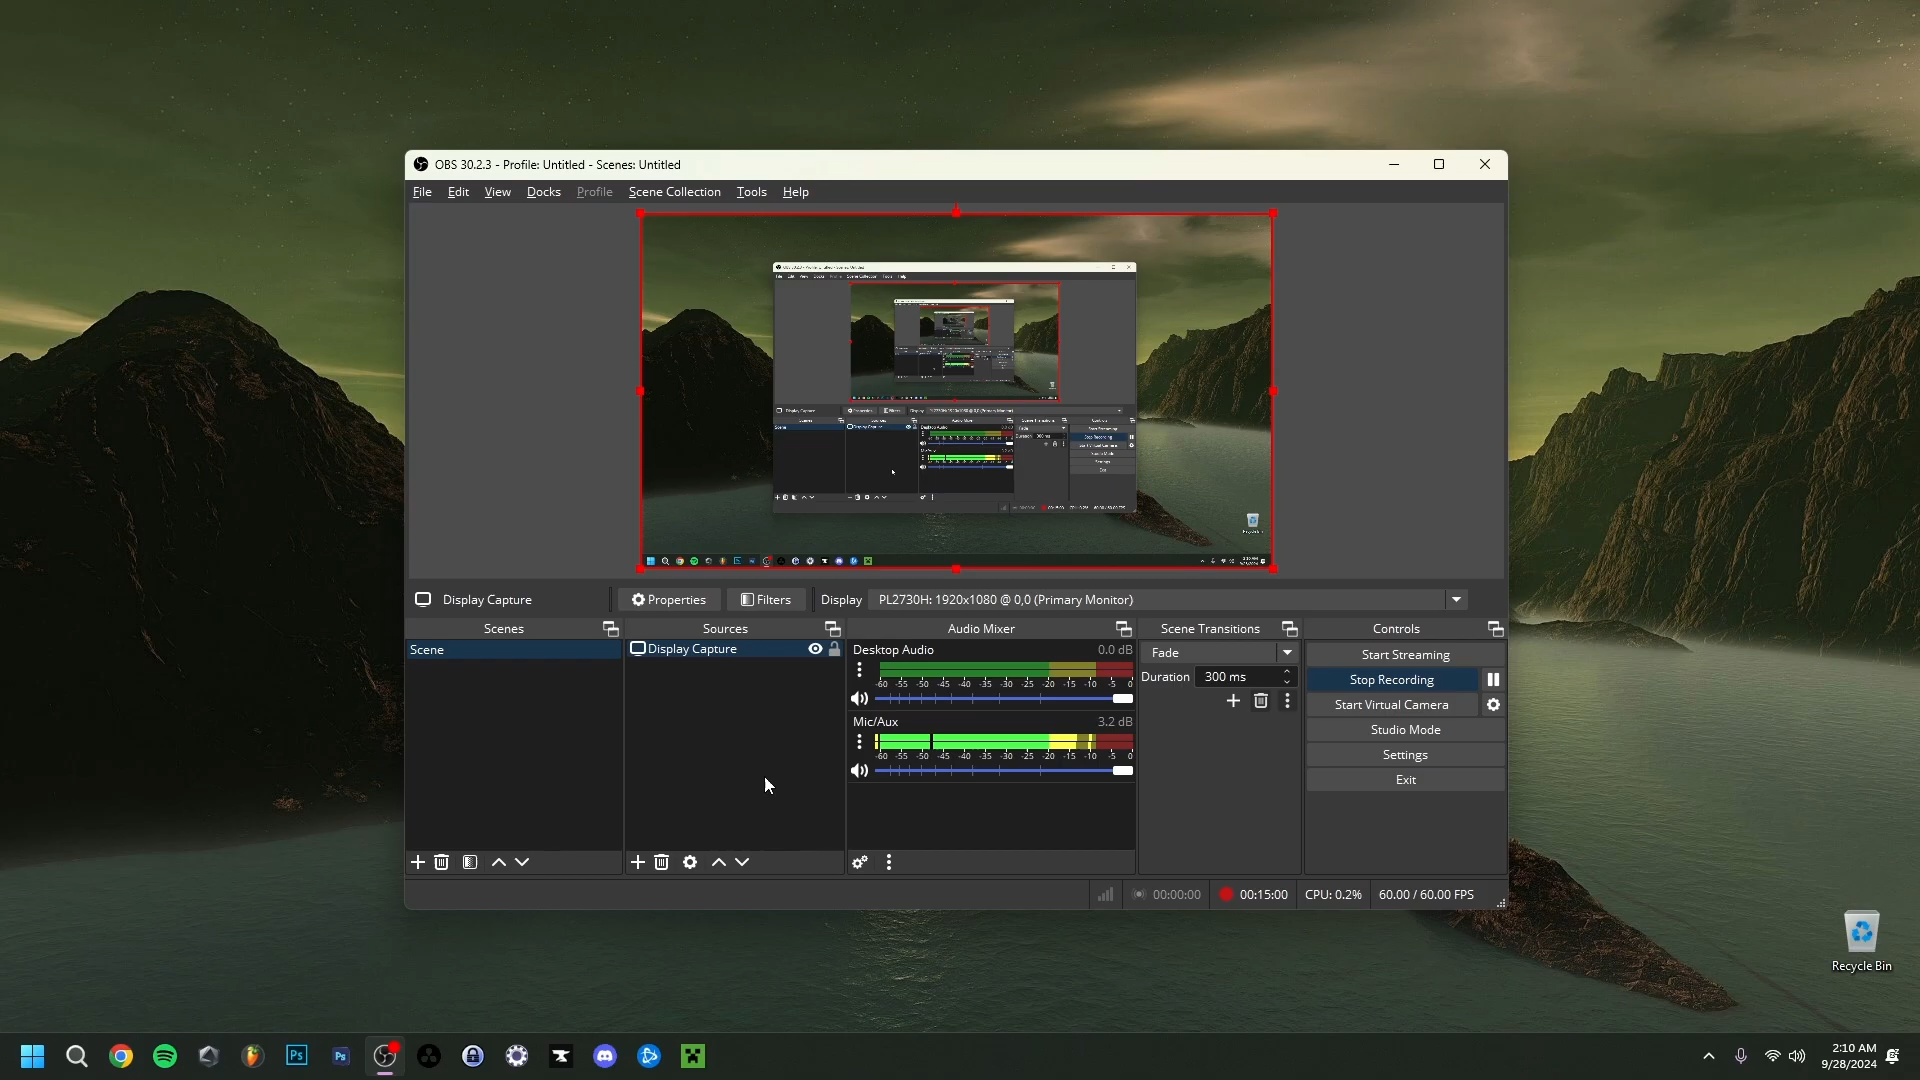 OBS 30.2.3 - Profile: Untitled - Scenes: Untitled
File Edit View Docks Profile Scene Collection Tools Help
Display Capture Properties Filters Display PL2730H: 1920x1080 @ 0,0 (Primary Monitor)
Scenes Sources Audio Mixer Scene Transitions Controls
Scene
Display Capture
Desktop Audio 0.0 dB
-60 -55 -50 -45 -40 -35 -30 -25 -20 -15 -10 -5 0
Mic/Aux 3.2 dB
-60 -55 -50 -45 -40 -35 -30 -25 -20 -15 -10 -5 0
Fade
Duration 300 ms
Start Streaming
Stop Recording
Start Virtual Camera
Studio Mode
Settings
Exit
00:00:00 00:15:00 CPU: 0.2% 60.00 / 60.00 FPS
Recycle Bin
Ps Ps
2:10 AM
9/28/2024